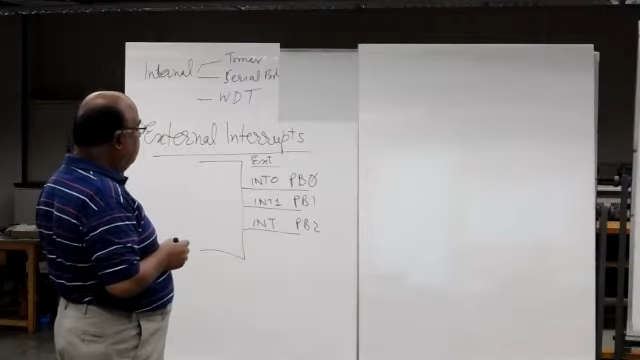 Internal Timer
Serial Port
- WDT
External Interrupts
Ext
INT0 PB0
INT1 PB1
INT PB2